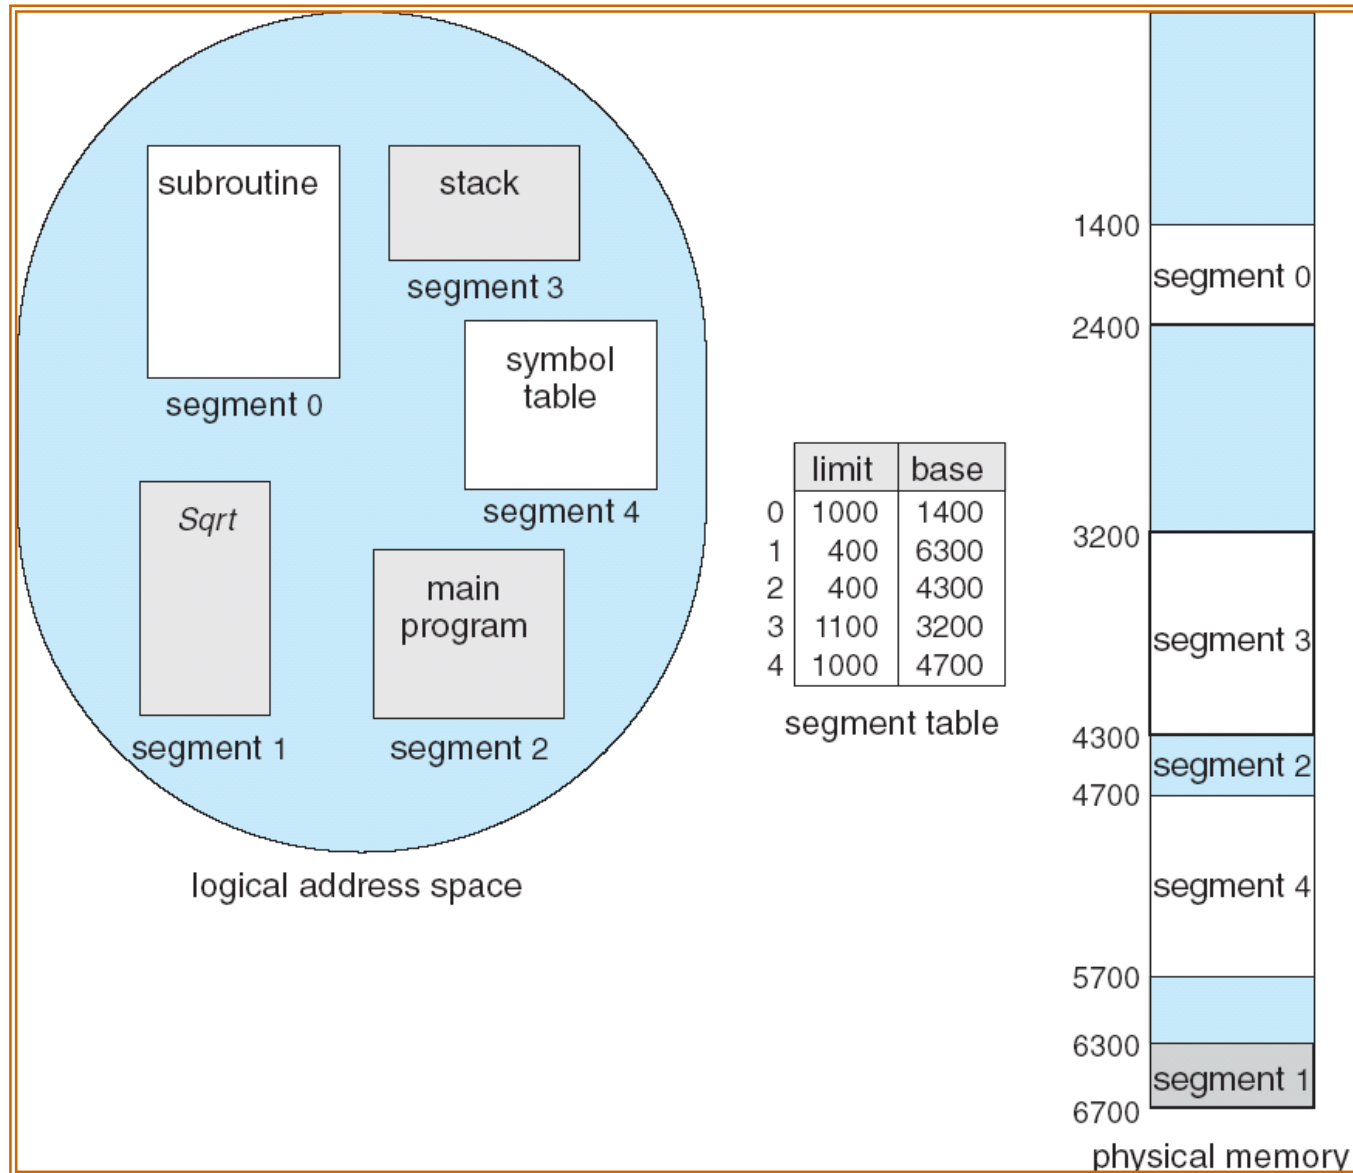 subroutine
segment 0
stack
segment 3
symbol
table
segment 4
Sqrt
segment 1
main
program
segment 2
logical address space
limit base
0 1000 1400
1 400 6300
2 400 4300
3 1100 3200
4 1000 4700
segment table
1400
segment 0
2400
3200
segment 3
4300
segment 2
4700
segment 4
5700
6300
segment 1
6700
physical memory